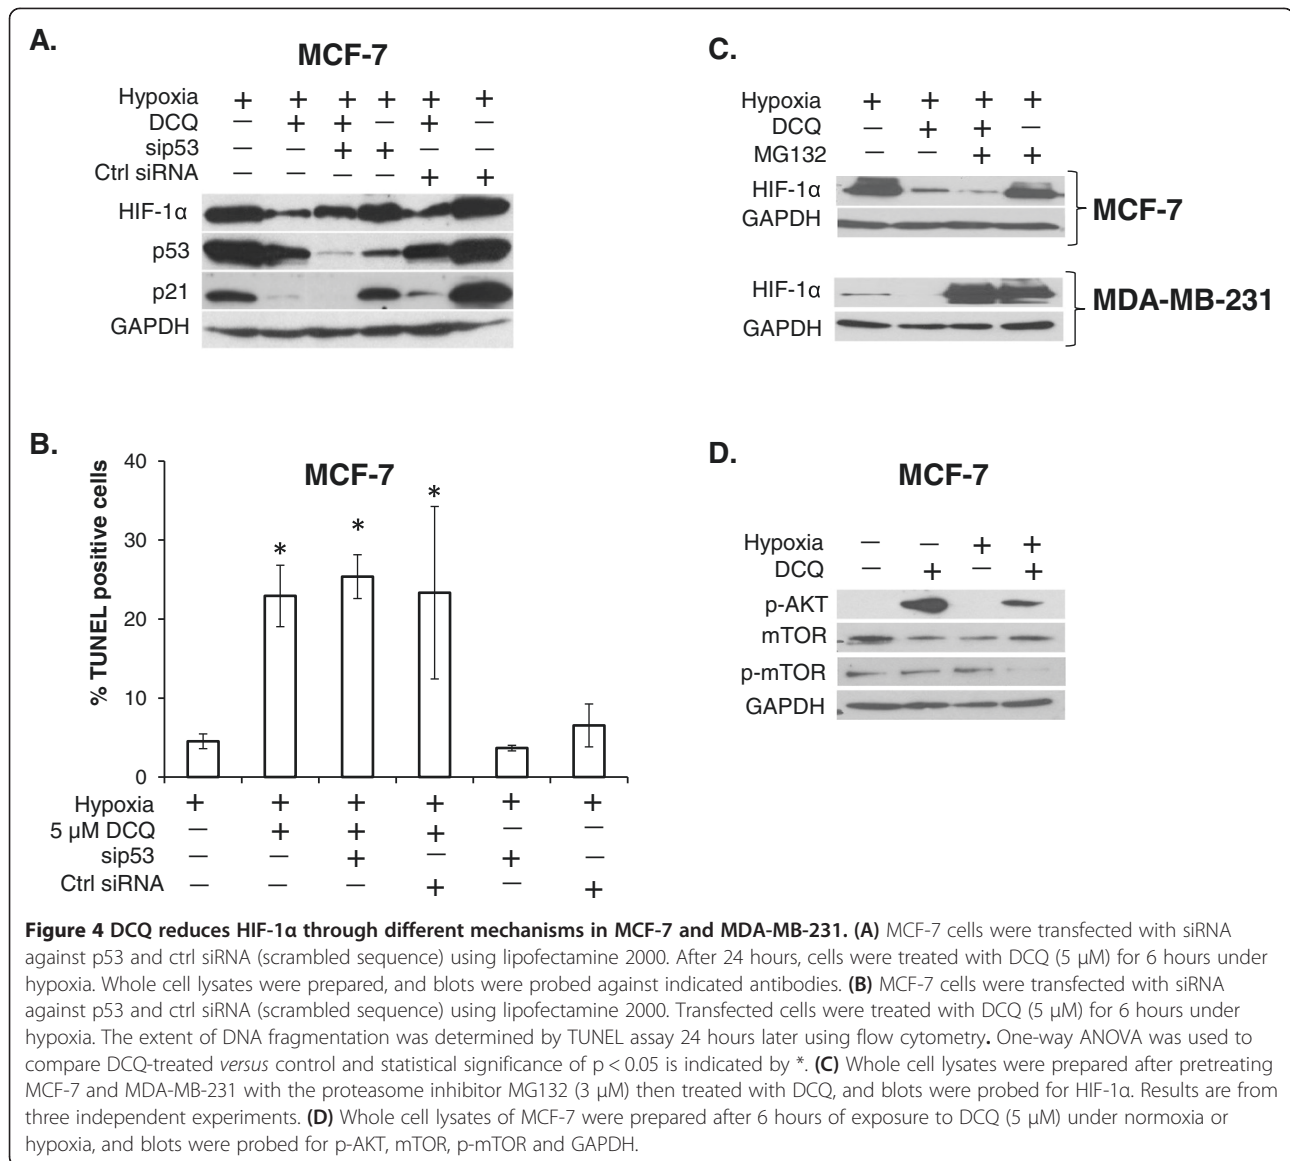 A.
MCF-7
Hypoxia + + + + + +
DCQ — + + — + —
sip53 — — + + — —
Ctrl siRNA — — — — + +
HIF-1α
p53
p21
GAPDH
B.
MCF-7
% TUNEL positive cells
40
30
20
10
0
* * *
Hypoxia + + + + + +
5 µM DCQ — + + + — —
sip53 — — + — + —
Ctrl siRNA — — — + — +
C.
Hypoxia + + + +
DCQ — + + —
MG132 — — + +
HIF-1α
GAPDH
MCF-7
HIF-1α
GAPDH
MDA-MB-231
D.
MCF-7
Hypoxia — — + +
DCQ — + — +
p-AKT
mTOR
p-mTOR
GAPDH
Figure 4 DCQ reduces HIF-1α through different mechanisms in MCF-7 and MDA-MB-231. (A) MCF-7 cells were transfected with siRNA
against p53 and ctrl siRNA (scrambled sequence) using lipofectamine 2000. After 24 hours, cells were treated with DCQ (5 µM) for 6 hours under
hypoxia. Whole cell lysates were prepared, and blots were probed against indicated antibodies. (B) MCF-7 cells were transfected with siRNA
against p53 and ctrl siRNA (scrambled sequence) using lipofectamine 2000. Transfected cells were treated with DCQ (5 µM) for 6 hours under
hypoxia. The extent of DNA fragmentation was determined by TUNEL assay 24 hours later using flow cytometry. One-way ANOVA was used to
compare DCQ-treated versus control and statistical significance of p < 0.05 is indicated by *. (C) Whole cell lysates were prepared after pretreating
MCF-7 and MDA-MB-231 with the proteasome inhibitor MG132 (3 µM) then treated with DCQ, and blots were probed for HIF-1α. Results are from
three independent experiments. (D) Whole cell lysates of MCF-7 were prepared after 6 hours of exposure to DCQ (5 µM) under normoxia or
hypoxia, and blots were probed for p-AKT, mTOR, p-mTOR and GAPDH.